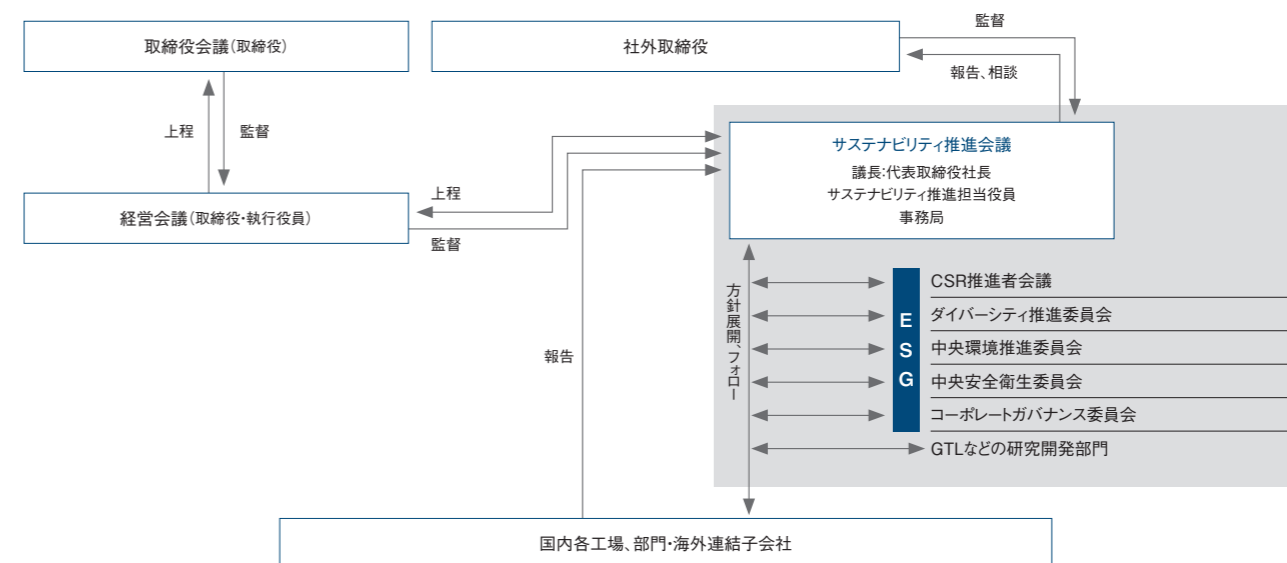 監督
取締役会議（取締役）
社外取締役
報告、相談
上程
監督
サステナビリティ推進会議
議長:代表取締役社長
サステナビリティ推進担当役員
事務局
上程
経営会議（取締役・執行役員）
監督
方針展開、フォロー
E
S
G
CSR推進者会議
ダイバーシティ推進委員会
中央環境推進委員会
中央安全衛生委員会
コーポレートガバナンス委員会
GTLなどの研究開発部門
報告
国内各工場、部門・海外連結子会社